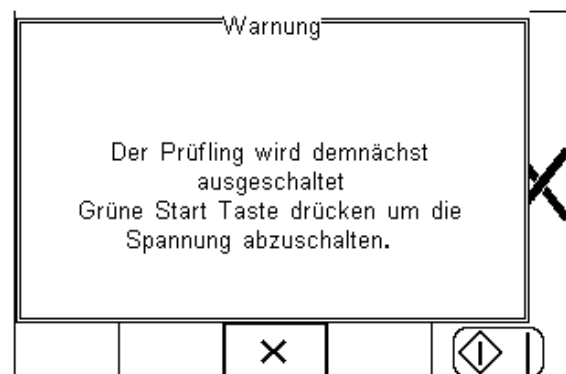 Warnung
Der Prüfling wird demnächst
ausgeschaltet
Grüne Start Taste drücken um die
Spannung abzuschalten.